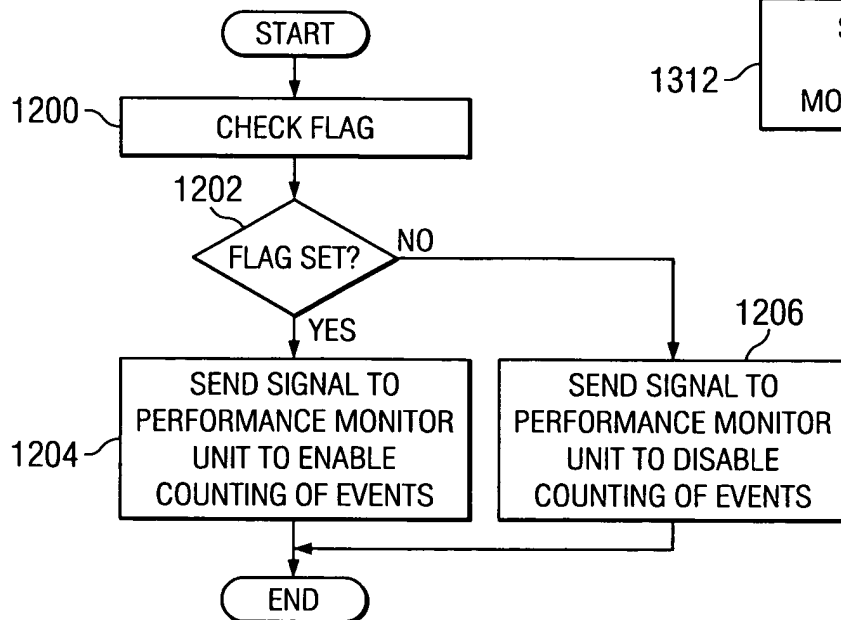 START
1200
CHECK FLAG
1202
FLAG SET?
NO
YES
1204
SEND SIGNAL TO
PERFORMANCE MONITOR
UNIT TO ENABLE
COUNTING OF EVENTS
1206
SEND SIGNAL TO
PERFORMANCE MONITOR
UNIT TO DISABLE
COUNTING OF EVENTS
END
1312